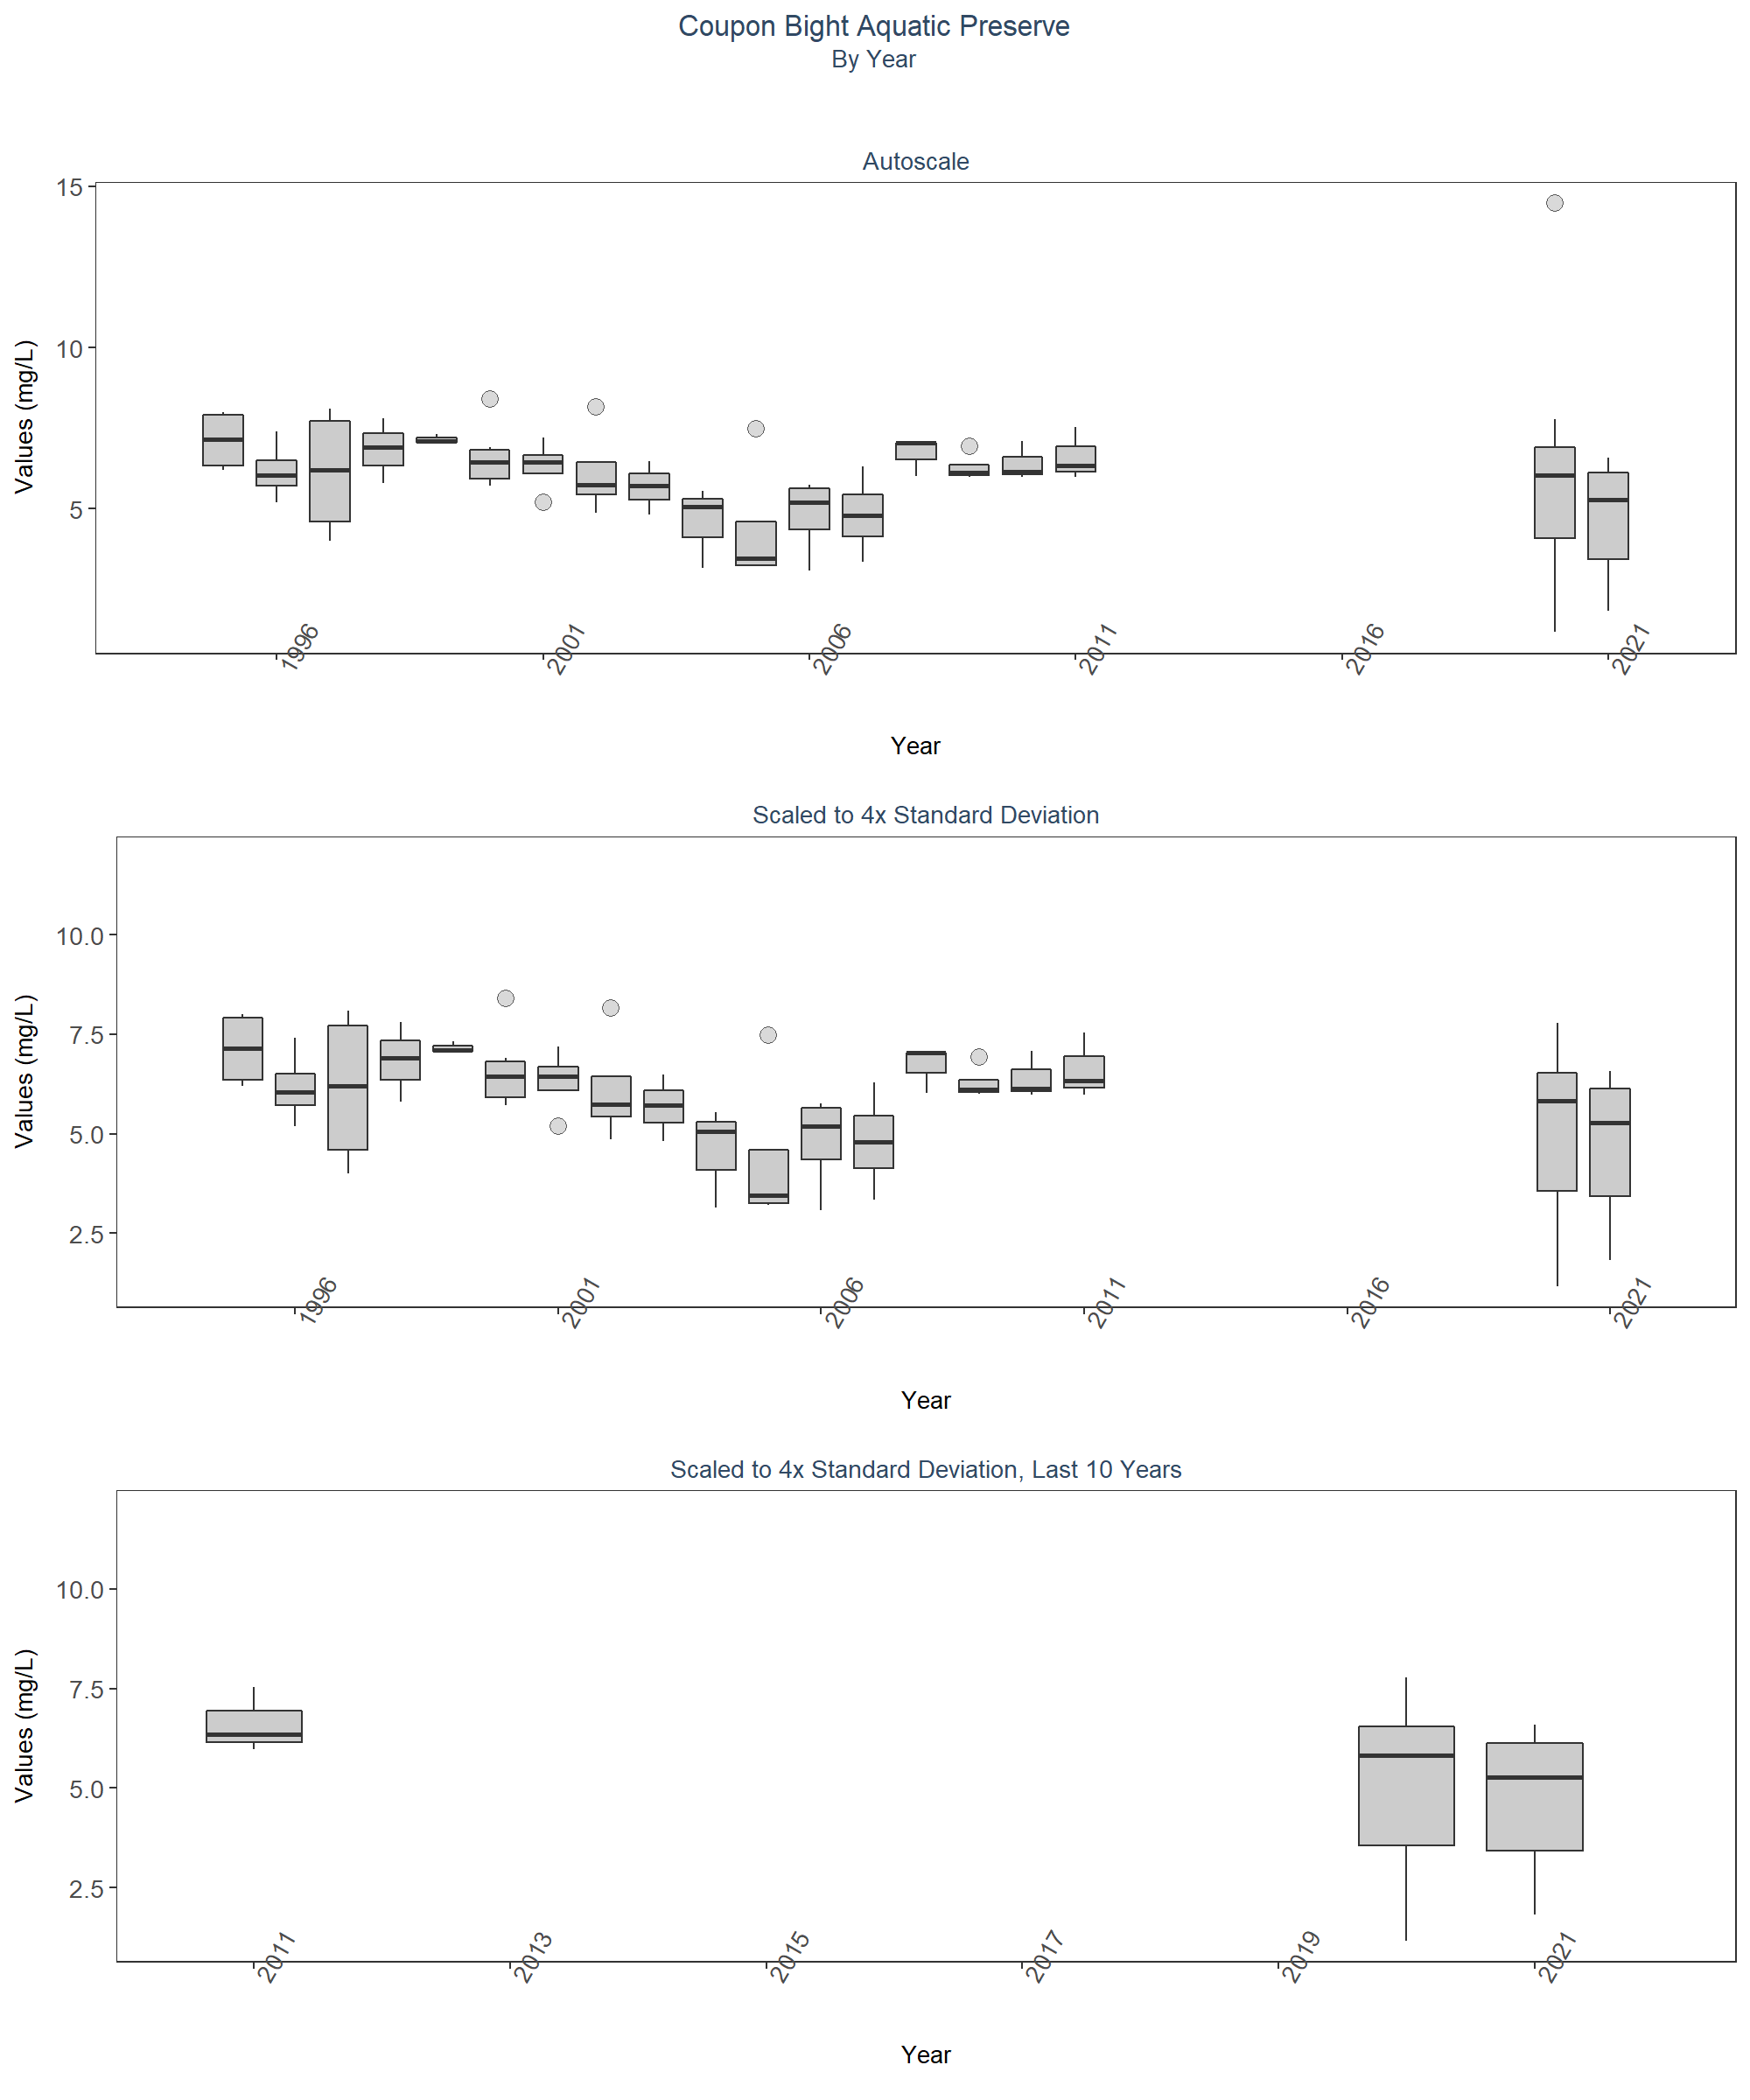 Coupon Bight Aquatic Preserve
By Year
Autoscale
15
10
5
Values (mg/L)
1996
2001
2006
2011
2016
2021
Year
Scaled to 4x Standard Deviation
10.0
7.5
5.0
2.5
Values (mg/L)
1996
2001
2006
2011
2016
2021
Year
Scaled to 4x Standard Deviation, Last 10 Years
10.0
7.5
5.0
2.5
Values (mg/L)
2011
2013
2015
2017
2019
2021
Year